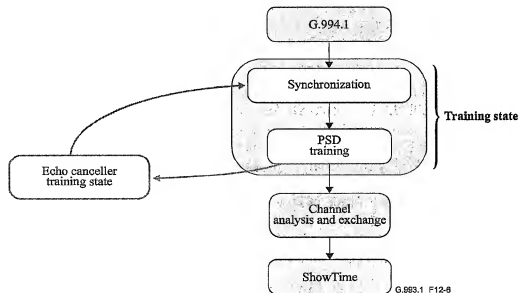 G.994.1
Synchronization
Training state
PSD
training
Echo canceller
training state
Channel
analysis and exchange
ShowTime
G.993.1 F12-6